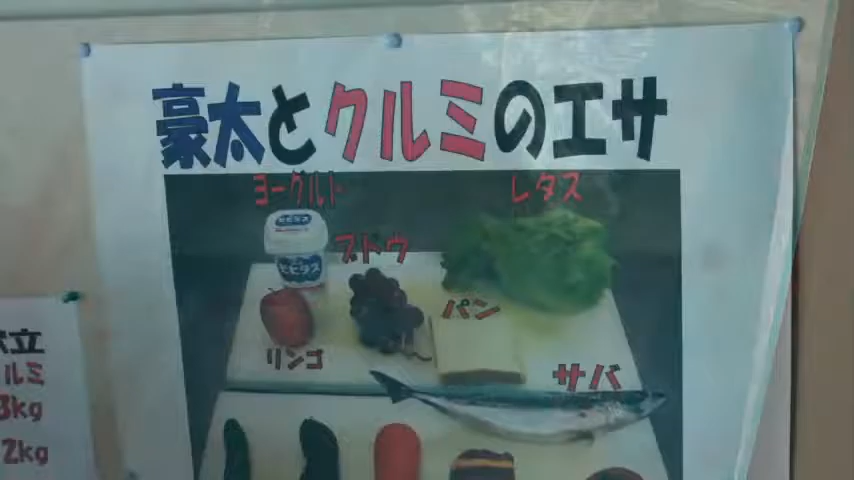 豪太とクルミのエサ
ヨーグルト
レタス
ブドウ
パン
リンゴ
サバ
立
ルミ
3kg
2kg